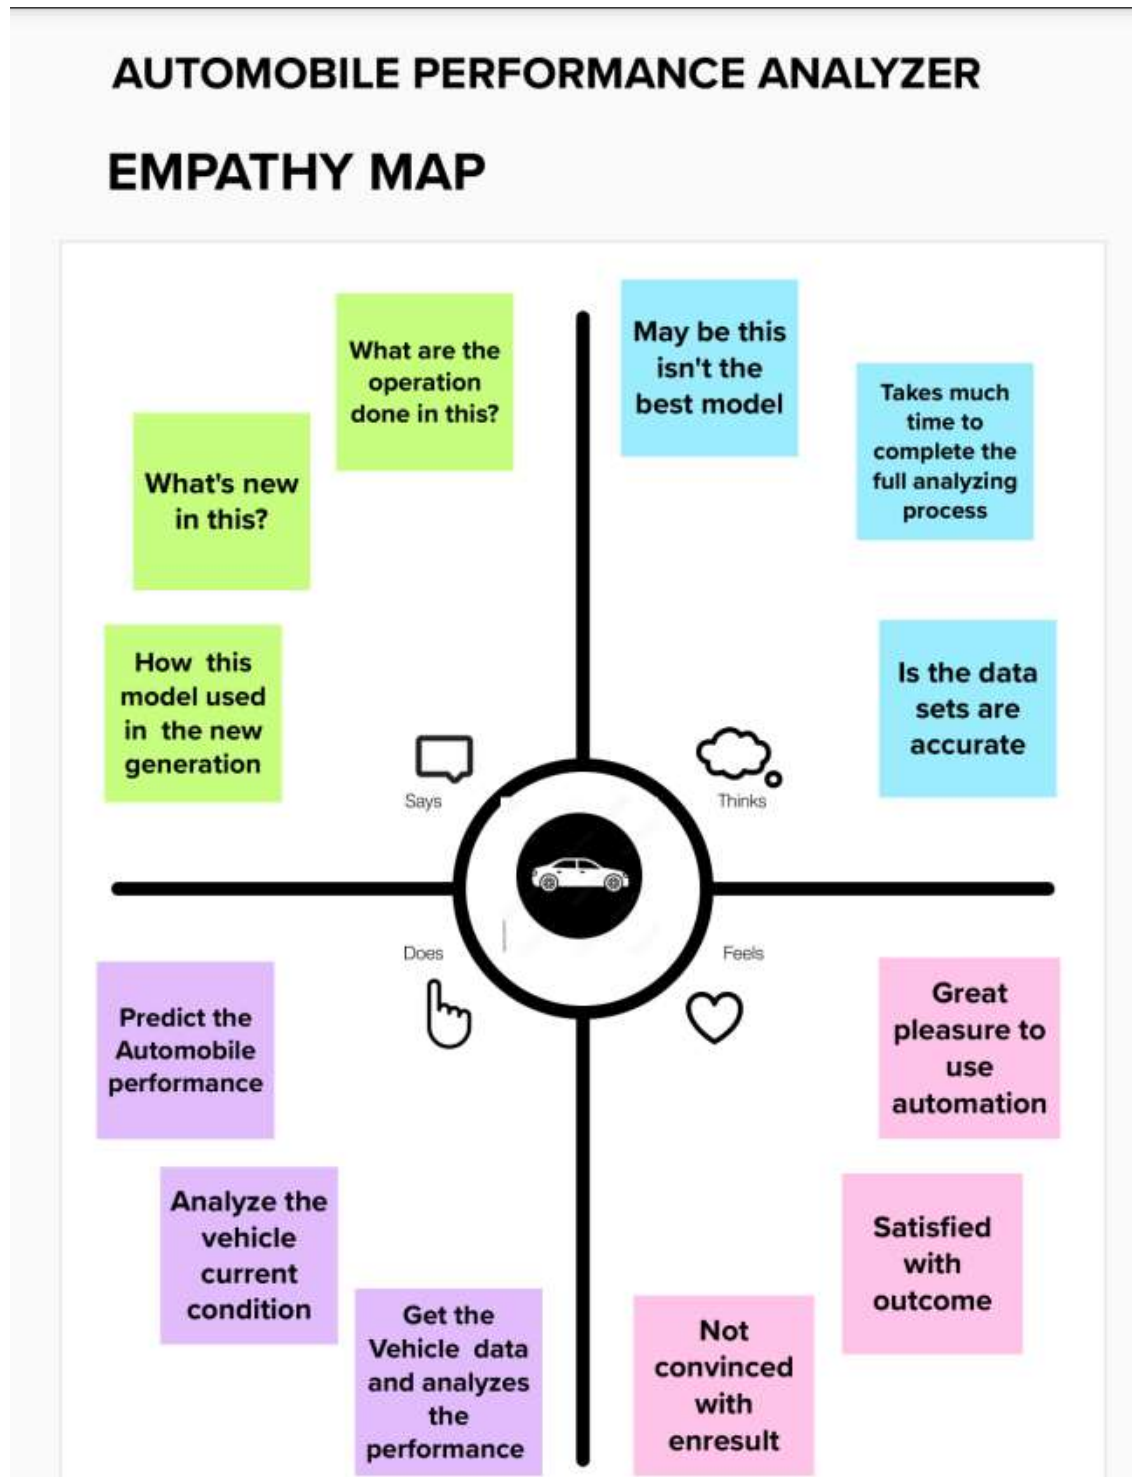 AUTOMOBILE PERFORMANCE ANALYZER
EMPATHY MAP
What are the
operation
done in this?
What's new
in this?
How this
model used
in the new
generation
Says
May be this
isn't the
best model
Takes much
time to
complete the
full analyzing
process
Is the data
sets are
accurate
Thinks
Does
Predict the
Automobile
performance
Analyze the
vehicle
current
condition
Get the
Vehicle data
and analyzes
the
performance
Feels
Great
pleasure to
use
automation
Satisfied
with
outcome
Not
convinced
with
enresult